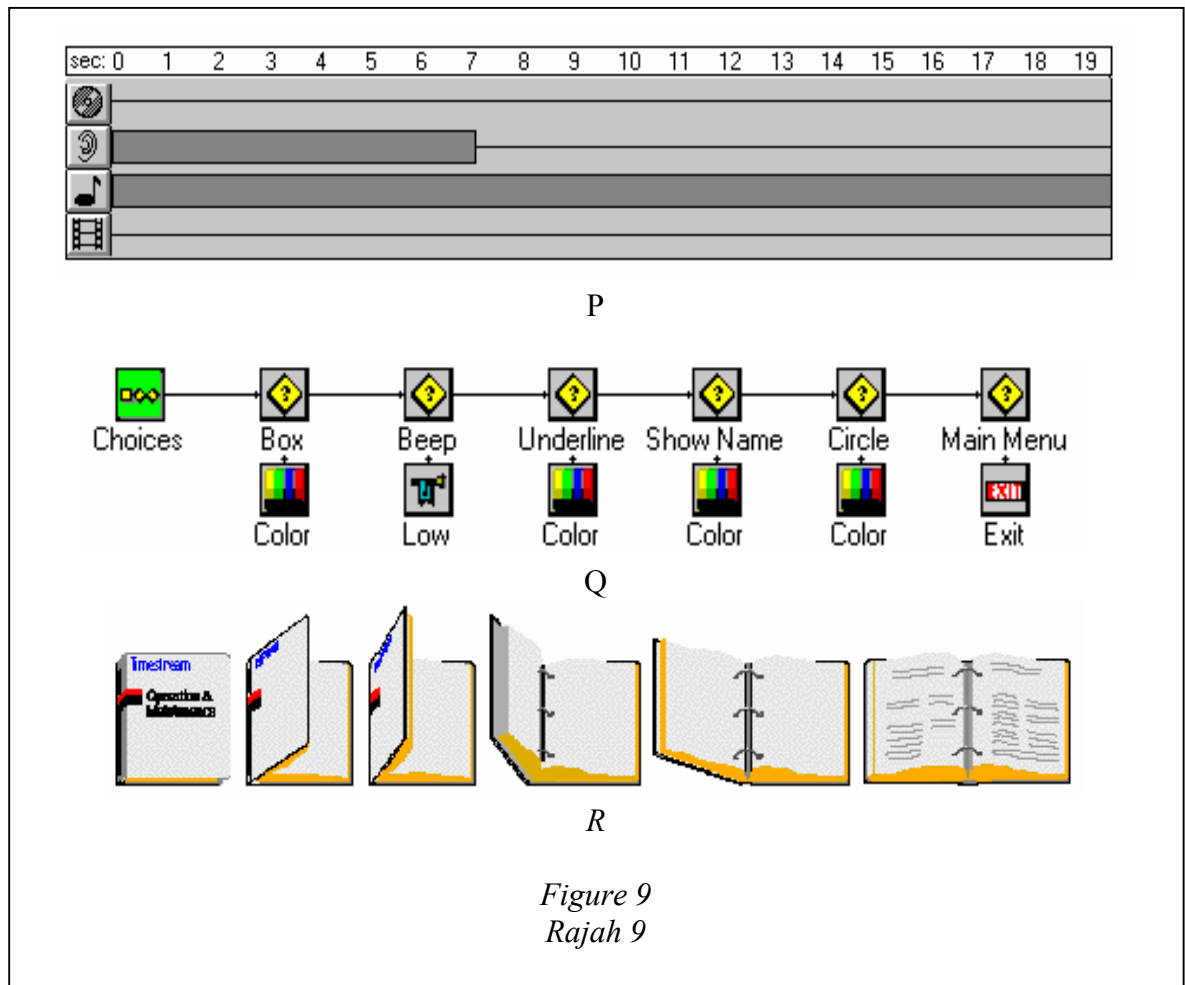 sec: 0 1 2 3 4 5 6 7 8 9 10 11 12 13 14 15 16 17 18 19
P
? ? ? ? ? ?
Choices Box Beep Underline Show Name Circle Main Menu
EXIT
Color Low Color Color Color Exit
Q
Timestream
Operation &
Maintenance
R
Figure 9
Rajah 9